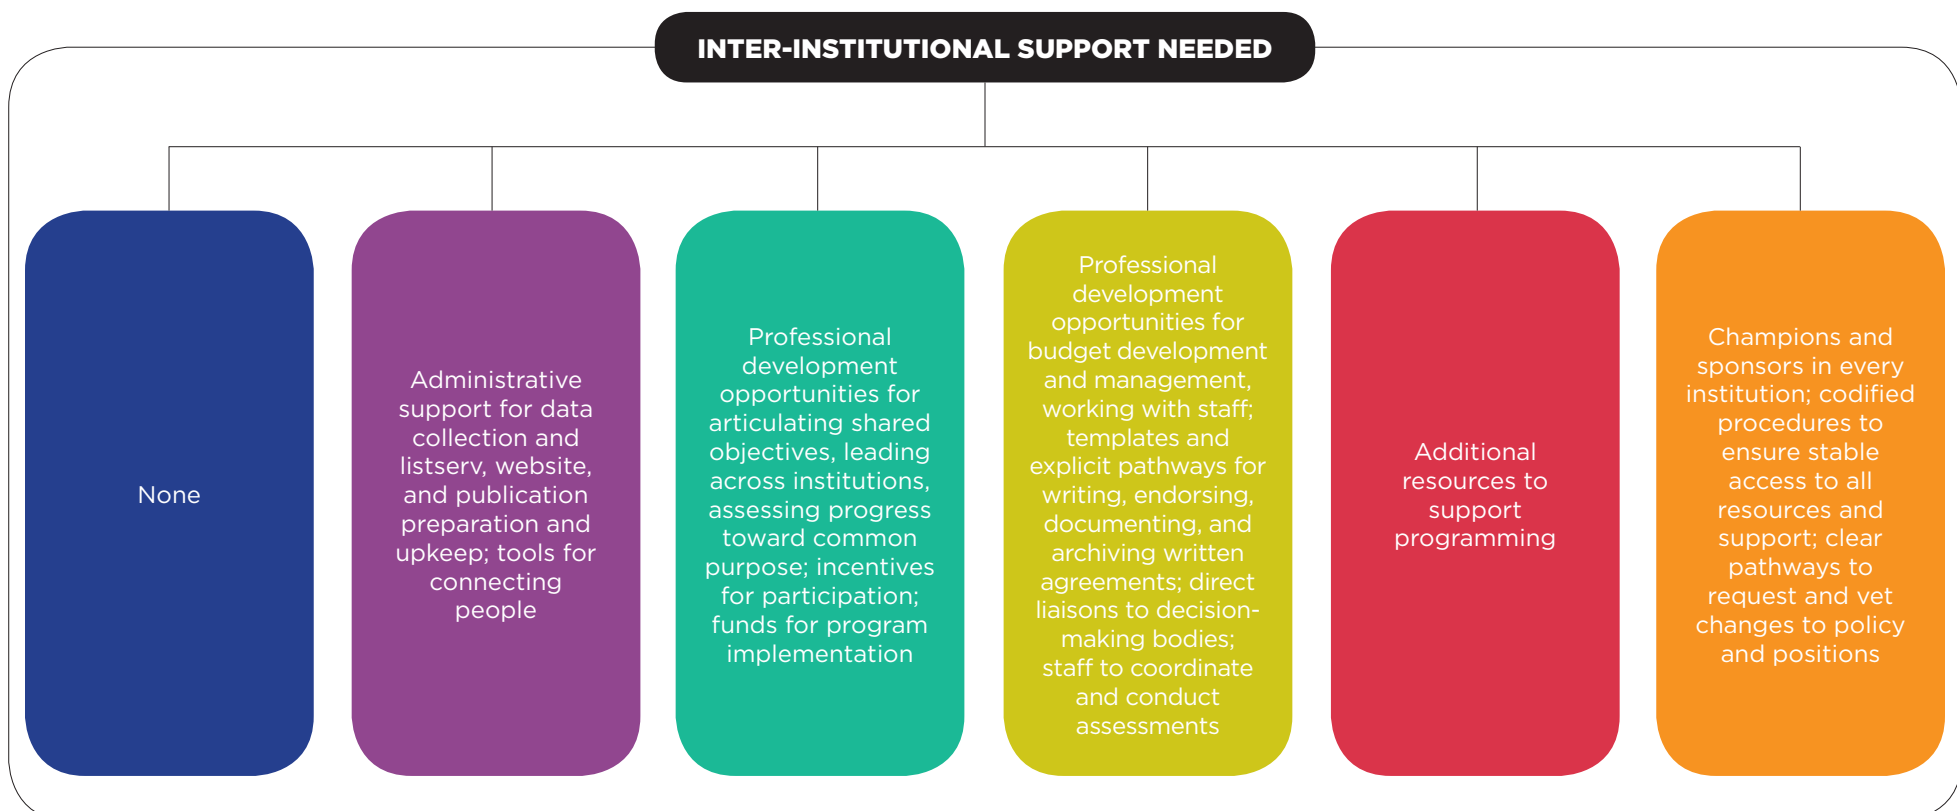 INTER-INSTITUTIONAL SUPPORT NEEDED
None
Administrative
support for data
collection and
listserv, website,
and publication
preparation and
upkeep; tools for
connecting
people
Professional
development
opportunities for
articulating shared
objectives, leading
across institutions,
assessing progress
toward common
purpose; incentives
for participation;
funds for program
implementation
Professional
development
opportunities for
budget development
and management,
working with staff;
templates and
explicit pathways for
writing, endorsing,
documenting, and
archiving written
agreements; direct
liaisons to decision-
making bodies;
staff to coordinate
and conduct
assessments
Additional
resources to
support
programming
Champions and
sponsors in every
institution; codified
procedures to
ensure stable
access to all
resources and
support; clear
pathways to
request and vet
changes to policy
and positions